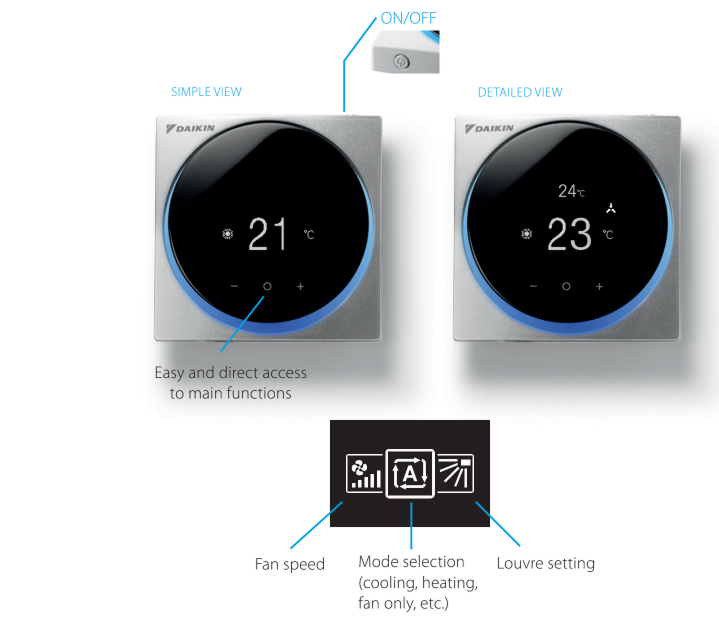 ON/OFF
SIMPLE VIEW
DETAILED VIEW
DAIKIN
21 °C
− ○ +
DAIKIN
24°C
23 °C
− ○ +
Easy and direct access
to main functions
A
Fan speed
Mode selection
(cooling, heating,
fan only, etc.)
Louvre setting